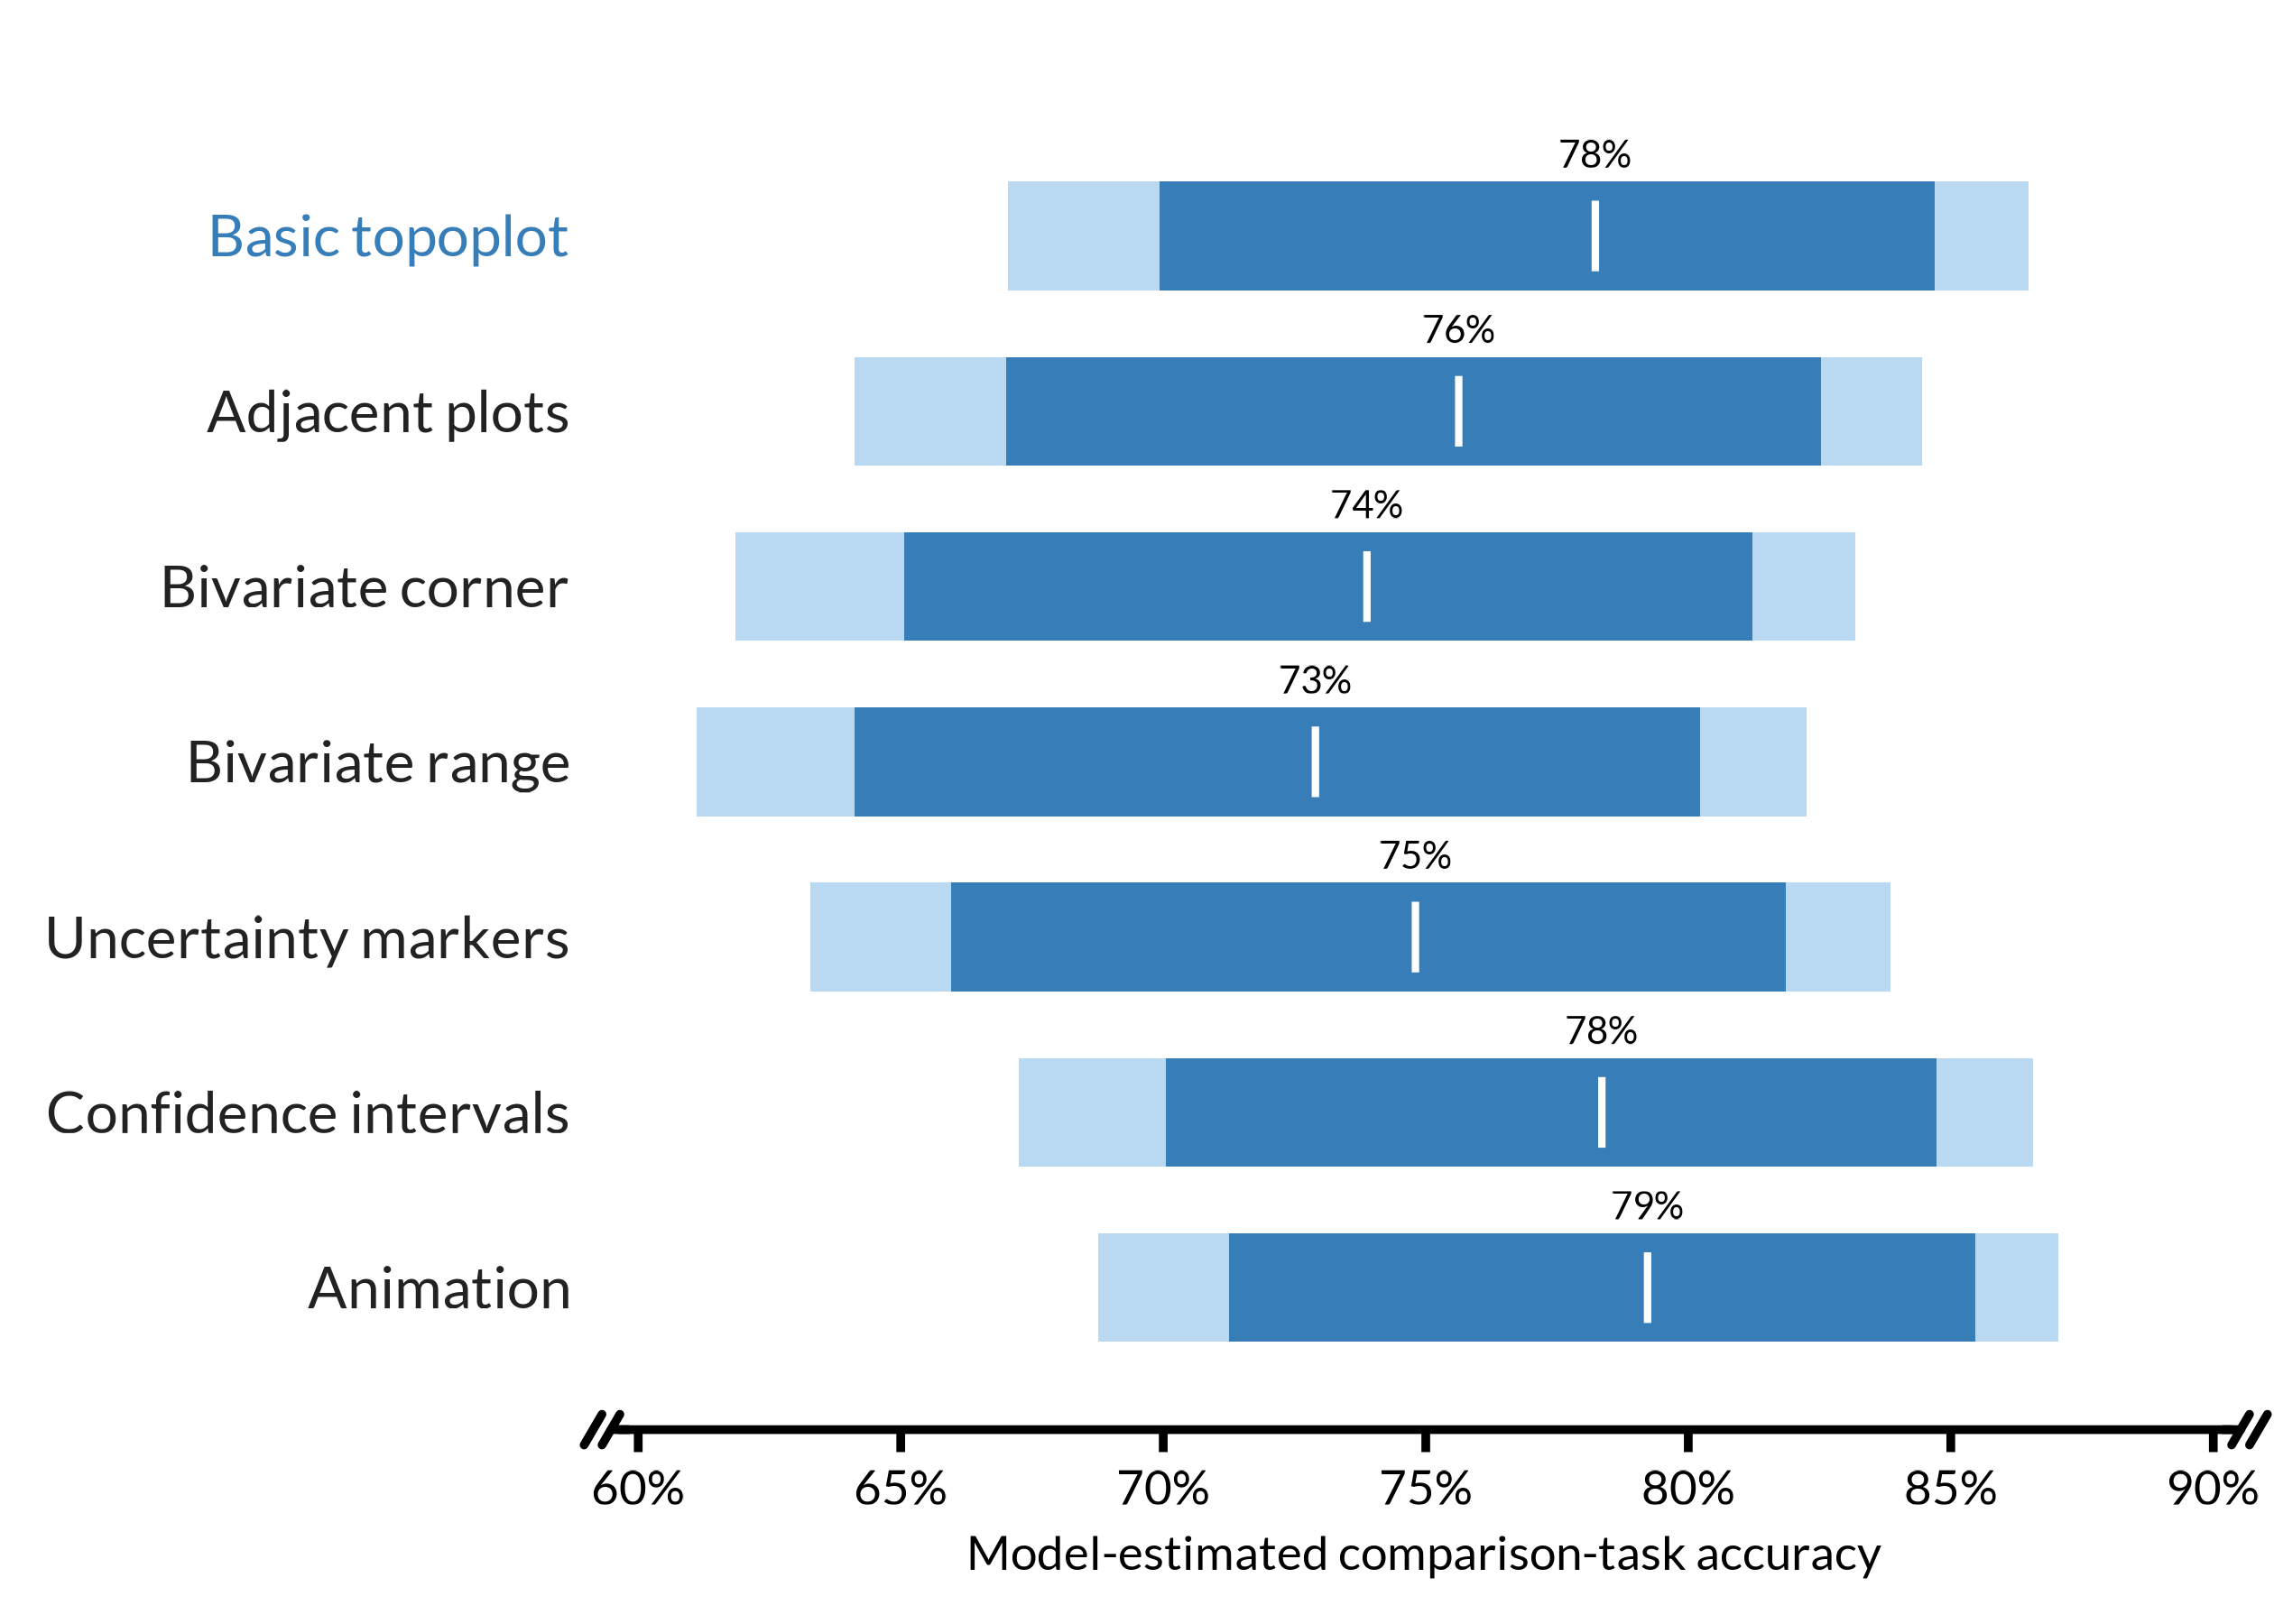 78%
Basic topoplot
76%
Adjacent plots
74%
Bivariate corner
73%
Bivariate range
75%
Uncertainty markers
78%
Confidence intervals
79%
Animation
60% 65% 70% 75% 80% 85% 90%
Model-estimated comparison-task accuracy